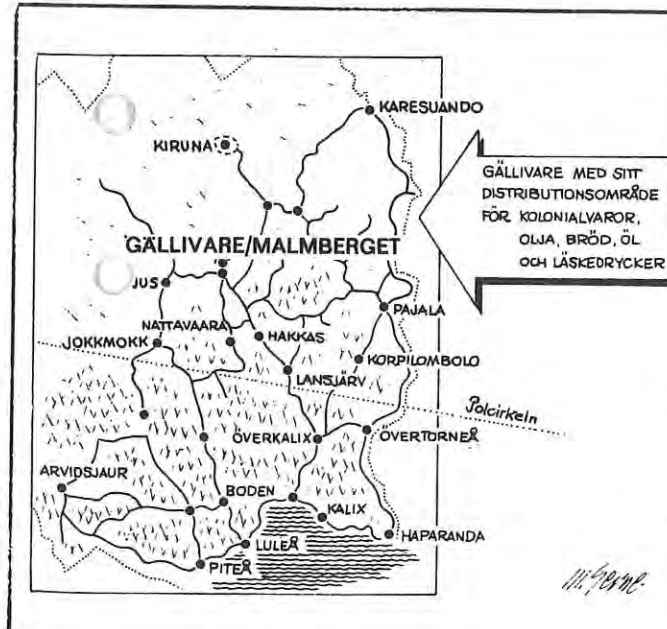 KARESUANDO
KIRUNA
GÄLLIVARE MED SITT
DISTRIBUTIONSOMRÅDE
FÖR KOLONIALVAROR,
OLJA, BRÖD, ÖL
OCH LÄSKEDRYCKER
GÄLLIVARE/MALMBERGET
JUS
PAJALA
NATTAVAARA
HAKKAS
JOKKMOKK
KORPILOMBOLO
LANSJÄRV
Polcirkeln
ÖVERKALIX
ÖVERTORNEÅ
ARVIDSJAUR
BODEN
KALIX
HAPARANDA
LULEÅ
PITEÅ